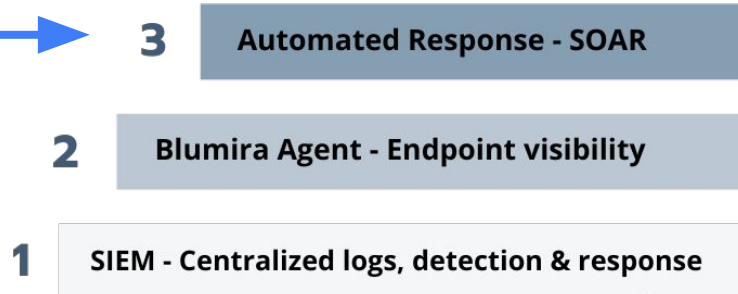 3 Automated Response - SOAR
2 Blumira Agent - Endpoint visibility
1 SIEM - Centralized logs, detection & response